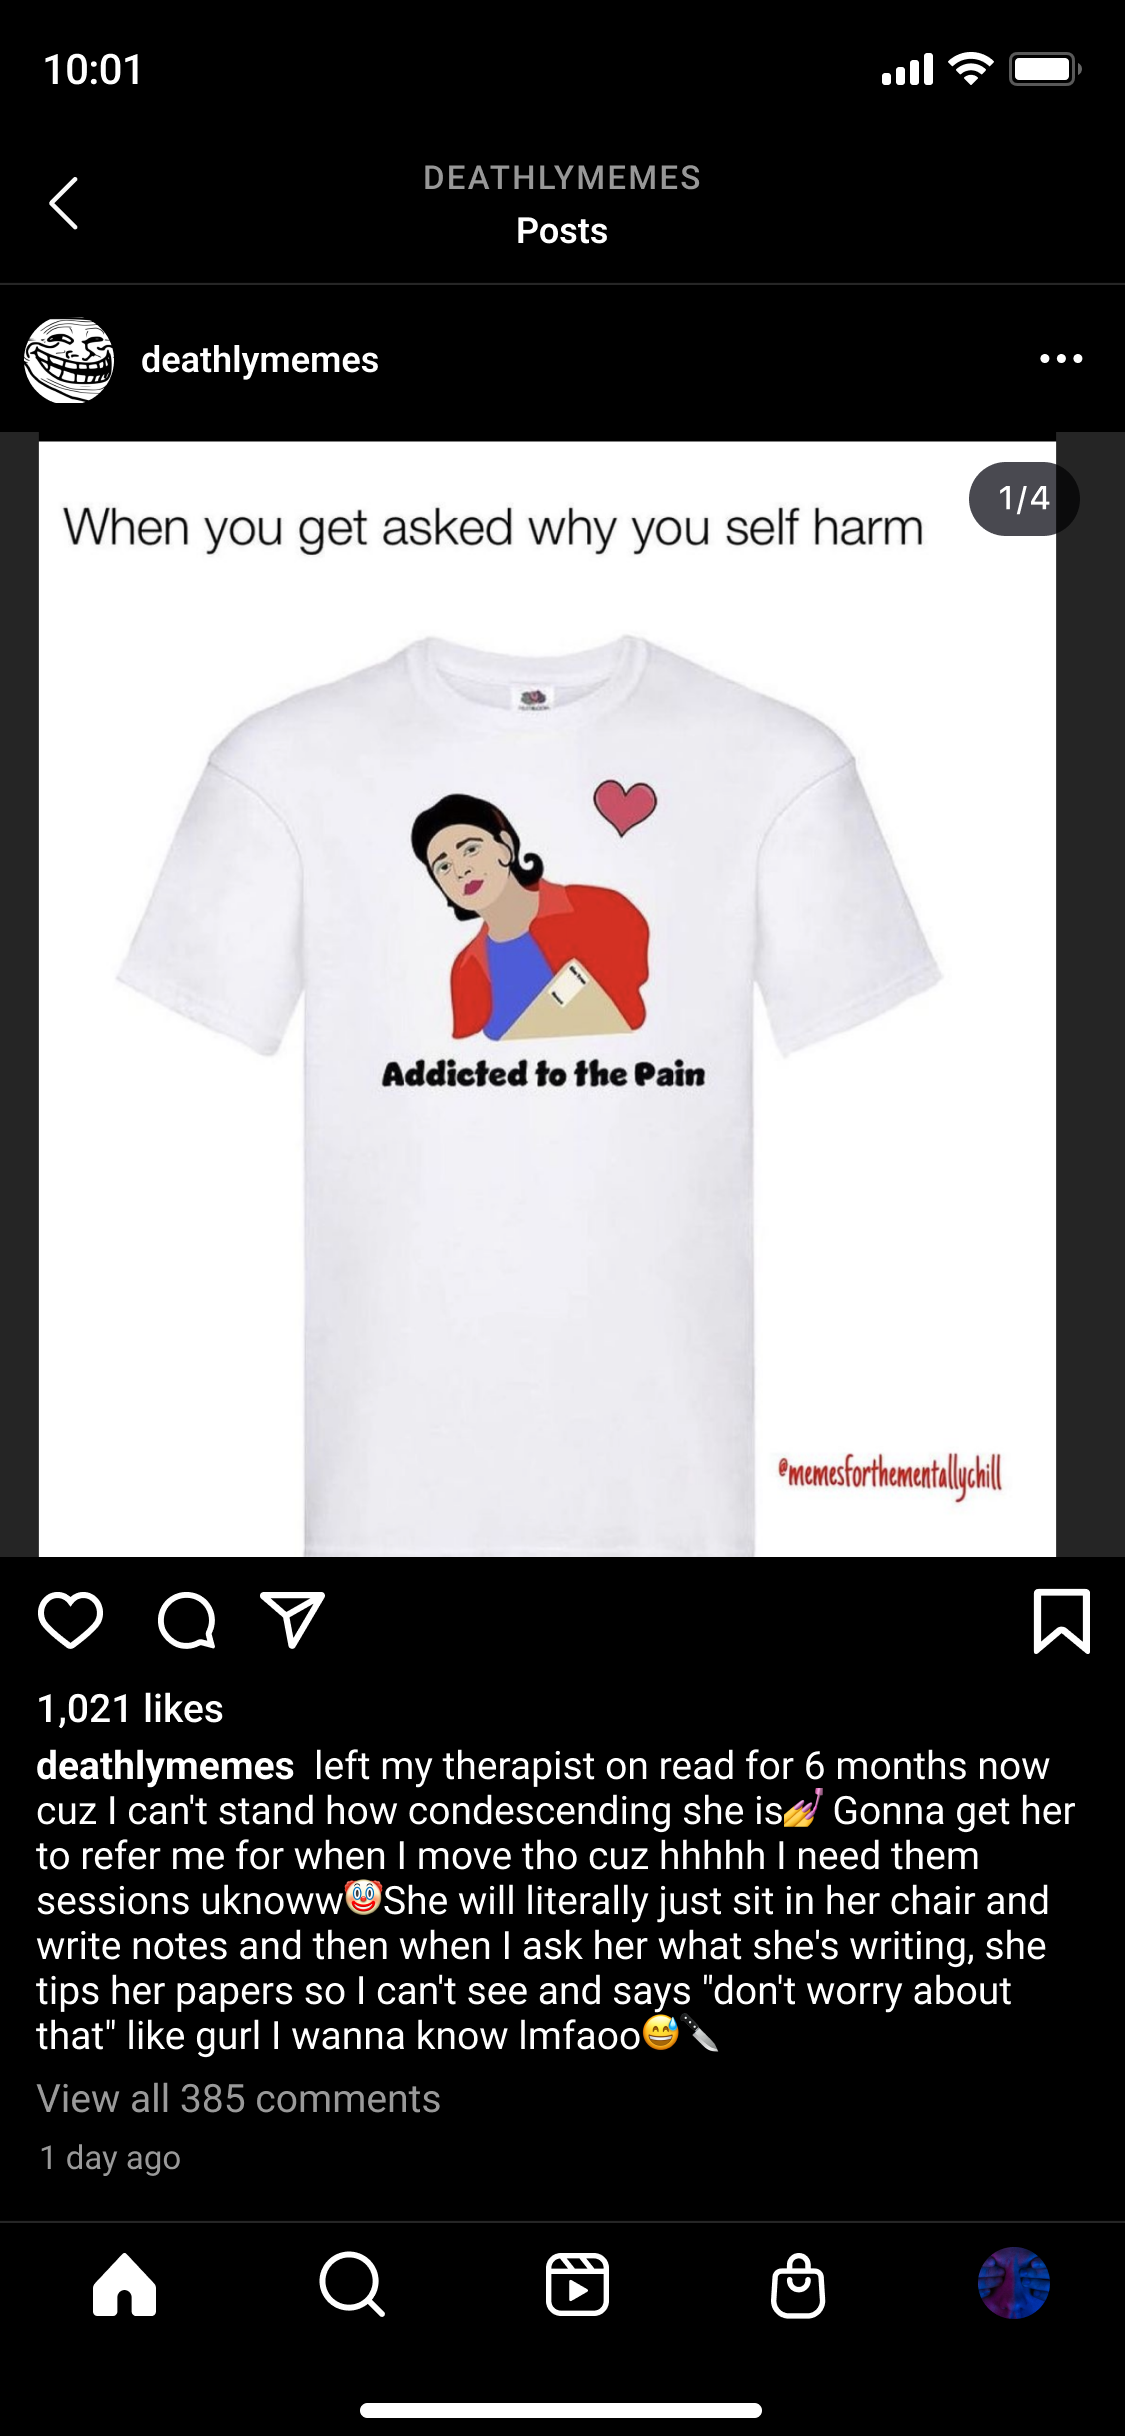 10:01
DEATHLYMEMES
Posts
deathlymemes
1/4
When you get asked why you self harm
Addicted to the Pain
@memesforthementallychill
1,021 likes
deathlymemes left my therapist on read for 6 months now
cuz I can't stand how condescending she is💅 Gonna get her
to refer me for when I move tho cuz hhhhh I need them
sessions uknoww🤡She will literally just sit in her chair and
write notes and then when I ask her what she's writing, she
tips her papers so I can't see and says "don't worry about
that" like gurl I wanna know lmfaoo😅🔪
View all 385 comments
1 day ago